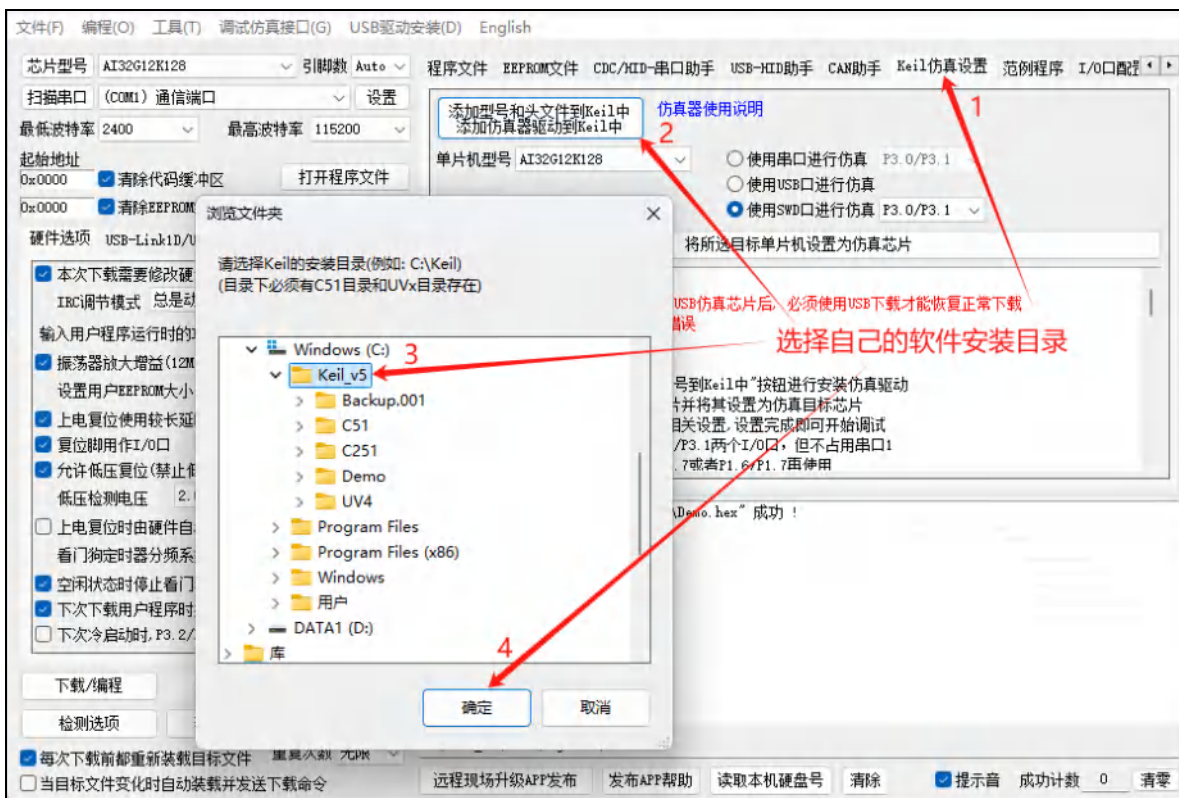 文件(F) 编程(O) 工具(T) 调试仿真接口(G) USB驱动安装(D) English
芯片型号 AI32G12K128 引脚数 Auto
扫描串口 (COM1) 通信端口 设置
最低波特率 2400 最高波特率 115200
起始地址
0x0000 清除代码缓冲区 打开程序文件
0x0000 清除EEPROM
硬件选项 USB-Link1D/U
本次下载需要修改硬
IRC调节模式 总是动
输入用户程序运行时的
振荡器放大增益(12M
设置用户EEPROM大小
上电复位使用较长延
复位脚用作I/O口
允许低压复位(禁止低
低压检测电压 2.
上电复位时由硬件自
看门狗定时器分频系
空闲状态时停止看门
下次下载用户程序时
下次冷启动时,P3.2/
下载/编程
检测选项
每次下载前都重新装载目标文件 重复次数 无限
当目标文件变化时自动装载并发送下载命令
程序文件 EEPROM文件 CDC/HID-串口助手 USB-HID助手 CAN助手 Keil仿真设置 范例程序 I/O口配
1
添加型号和头文件到Keil中
添加仿真器驱动到Keil中
仿真器使用说明
2
单片机型号 AI32G12K128
使用串口进行仿真 P3.0/P3.1
使用USB口进行仿真
使用SWD口进行仿真 P3.0/P3.1
将所选目标单片机设置为仿真芯片
USB仿真芯片后, 必须使用USB下载才能恢复正常下载
错误
选择自己的软件安装目录
号到Keil中"按钮进行安装仿真驱动
片并将其设置为仿真目标芯片
相关设置,设置完成即可开始调试
/P3.1两个I/O口, 但不占用串口1
.7或者P1.6/P1.7再使用
\Demo.hex" 成功 !
浏览文件夹
请选择Keil的安装目录(例如: C:\Keil)
(目录下必须有C51目录和UVx目录存在)
Windows (C:)
3
Keil_v5
Backup.001
C51
C251
Demo
UV4
Program Files
Program Files (x86)
Windows
用户
DATA1 (D:)
库
4
确定 取消
远程现场升级APP发布 发布APP帮助 读取本机硬盘号 清除 提示音 成功计数 0 清零